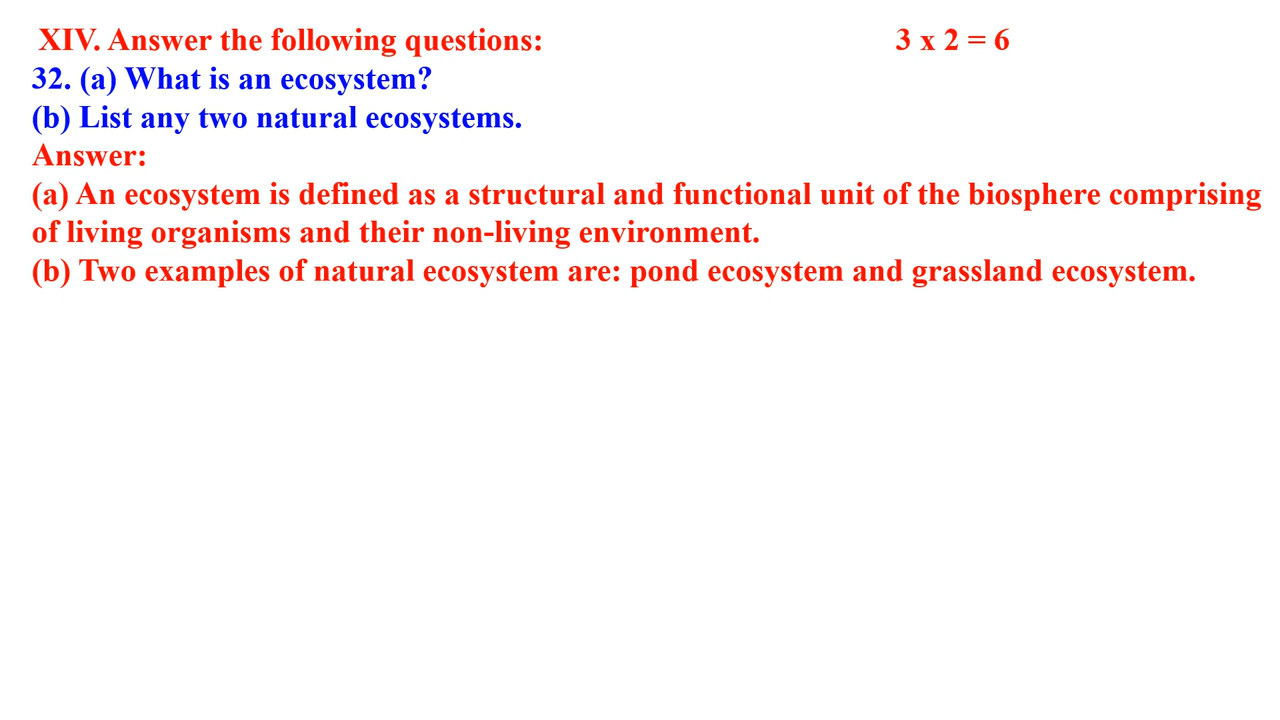 XIV. Answer the following questions: 3 x 2 = 6
32. (a) What is an ecosystem?
(b) List any two natural ecosystems.
Answer:
(a) An ecosystem is defined as a structural and functional unit of the biosphere comprising
of living organisms and their non-living environment.
(b) Two examples of natural ecosystem are: pond ecosystem and grassland ecosystem.